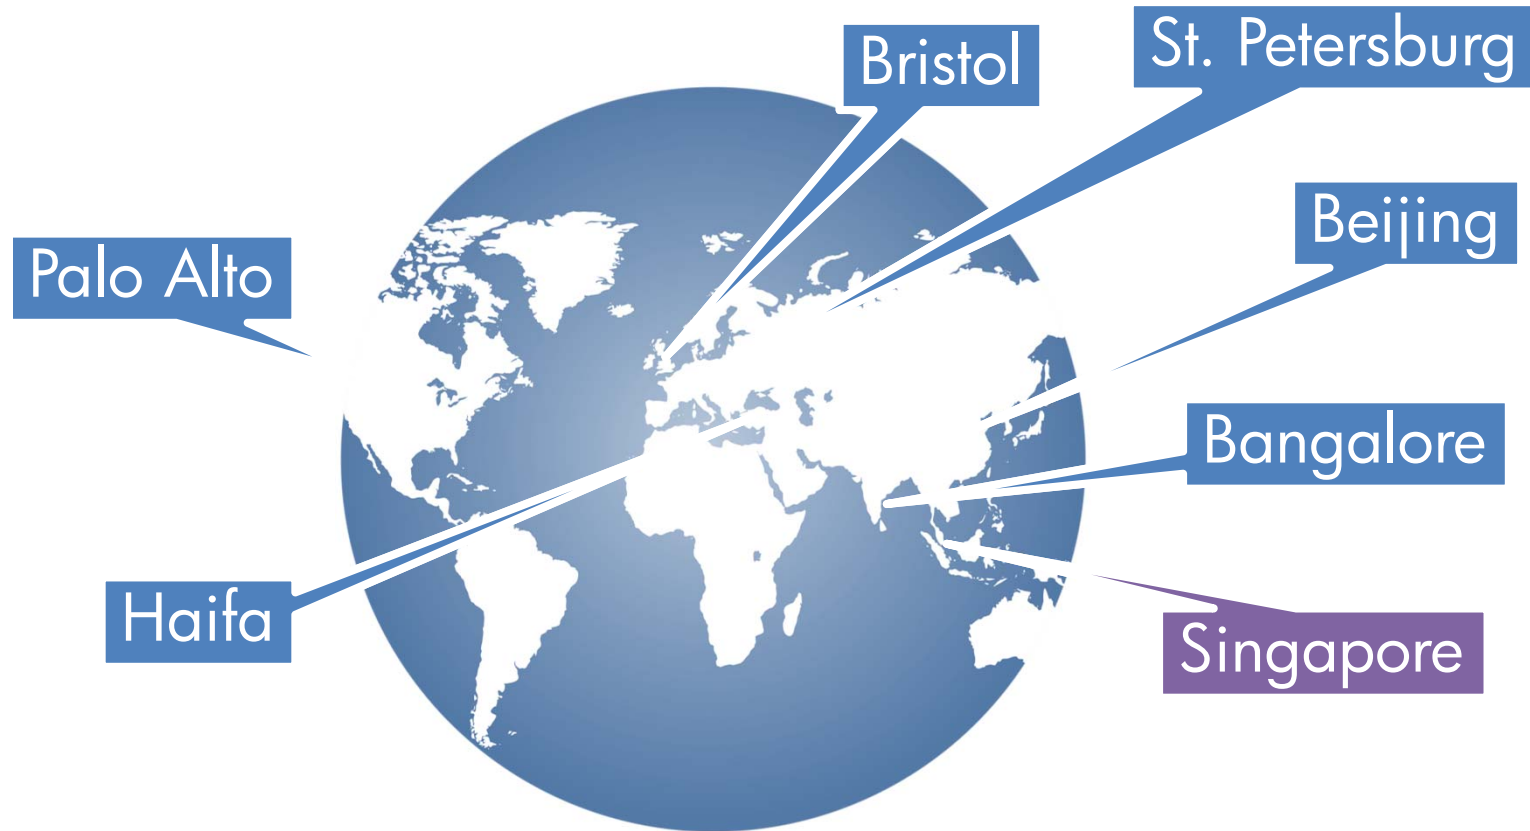 St. Petersburg
Bristol
Beijing
Palo Alto
Bangalore
Haifa
Singapore